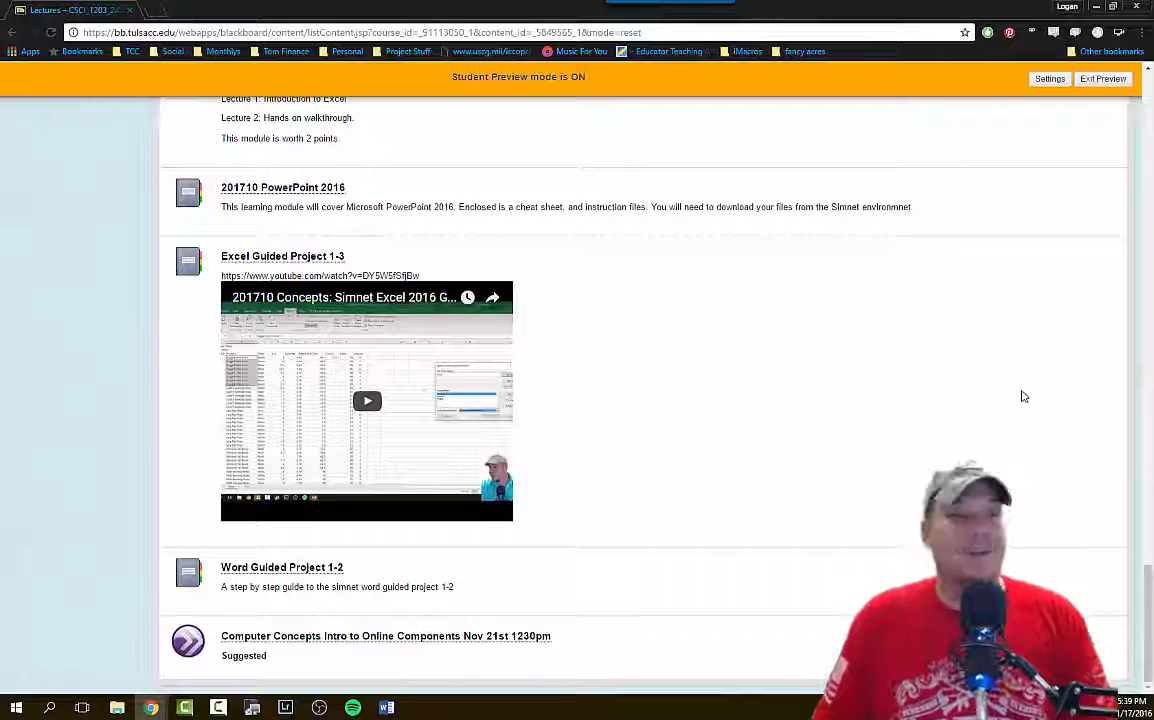 Lectures – CSCI_1203_2
Logan
https://bb.tulsacc.edu/webapps/blackboard/content/listContent.jsp?course_id=_91113050_1&content_id=_5849565_1&mode=reset
Apps Bookmarks TCC Social Monthlys Tom Finance Personal Project Stuff www.uscg.mil/iccopr Music For You - Educator Teaching iMacros fancy acres Other bookmarks
Student Preview mode is ON
Settings Exit Preview
Lecture 1: Introduction to Excel
Lecture 2: Hands on walkthrough.
This module is worth 2 points.
201710 PowerPoint 2016
This learning module will cover Microsoft PowerPoint 2016. Enclosed is a cheat sheet, and instruction files. You will need to download your files from the Simnet environmnet
Excel Guided Project 1-3
https://www.youtube.com/watch?v=DY5W5fSfjBw
201710 Concepts: Simnet Excel 2016 G...
Word Guided Project 1-2
A step by step guide to the simnet word guided project 1-2
Computer Concepts Intro to Online Components Nov 21st 1230pm
Suggested
5:39 PM
/17/2016